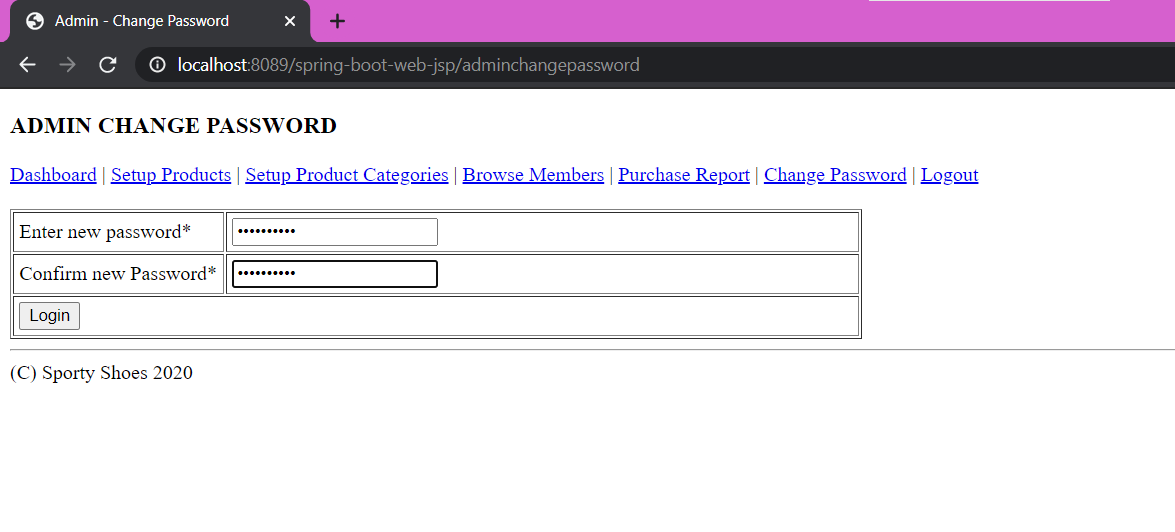 Admin - Change Password
localhost:8089/spring-boot-web-jsp/adminchangepassword
ADMIN CHANGE PASSWORD
Dashboard | Setup Products | Setup Product Categories | Browse Members | Purchase Report | Change Password | Logout
Enter new password* ••••••••••
Confirm new Password* ••••••••••
Login
(C) Sporty Shoes 2020